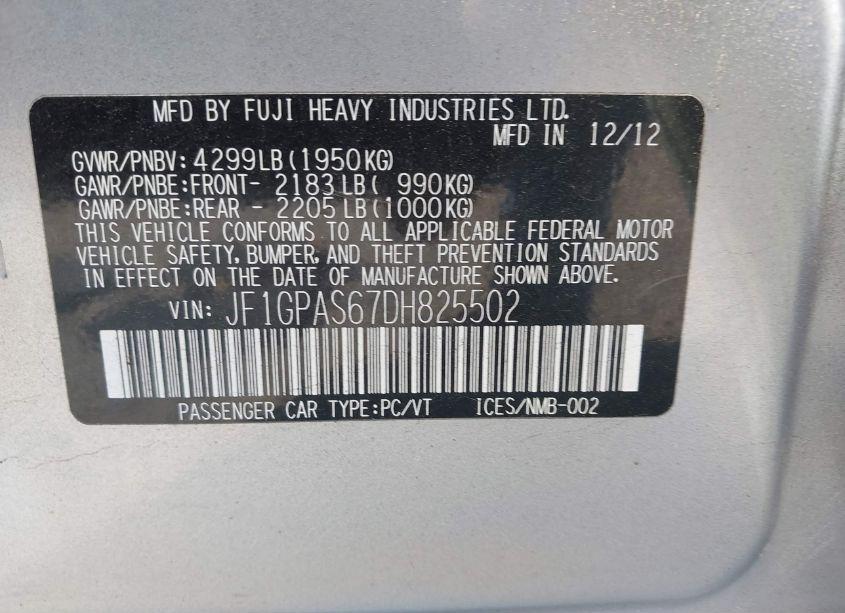 MFD BY FUJI HEAVY INDUSTRIES LTD.
MFD IN 12/12
GVWR/PNBV: 4299LB(1950KG)
GAWR/PNBE:FRONT- 2183LB( 990KG)
GAWR/PNBE:REAR - 2205LB(1000KG)
THIS VEHICLE CONFORMS TO ALL APPLICABLE FEDERAL MOTOR
VEHICLE SAFETY, BUMPER, AND THEFT PREVENTION STANDARDS
IN EFFECT ON THE DATE OF MANUFACTURE SHOWN ABOVE.
VIN: JF1GPAS67DH825502
PASSENGER CAR TYPE:PC/VT ICES/NMB-002